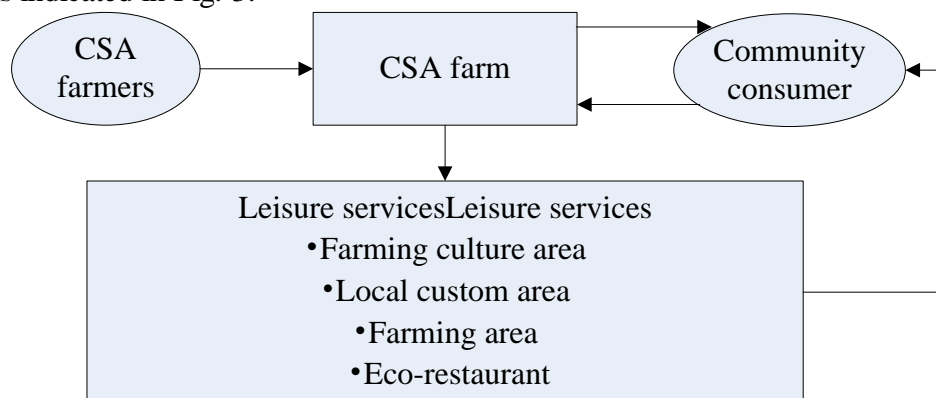 s indicated in Fig. 3.
CSA
farmers
CSA farm
Community
consumer
Leisure servicesLeisure services
•Farming culture area
•Local custom area
•Farming area
•Eco-restaurant